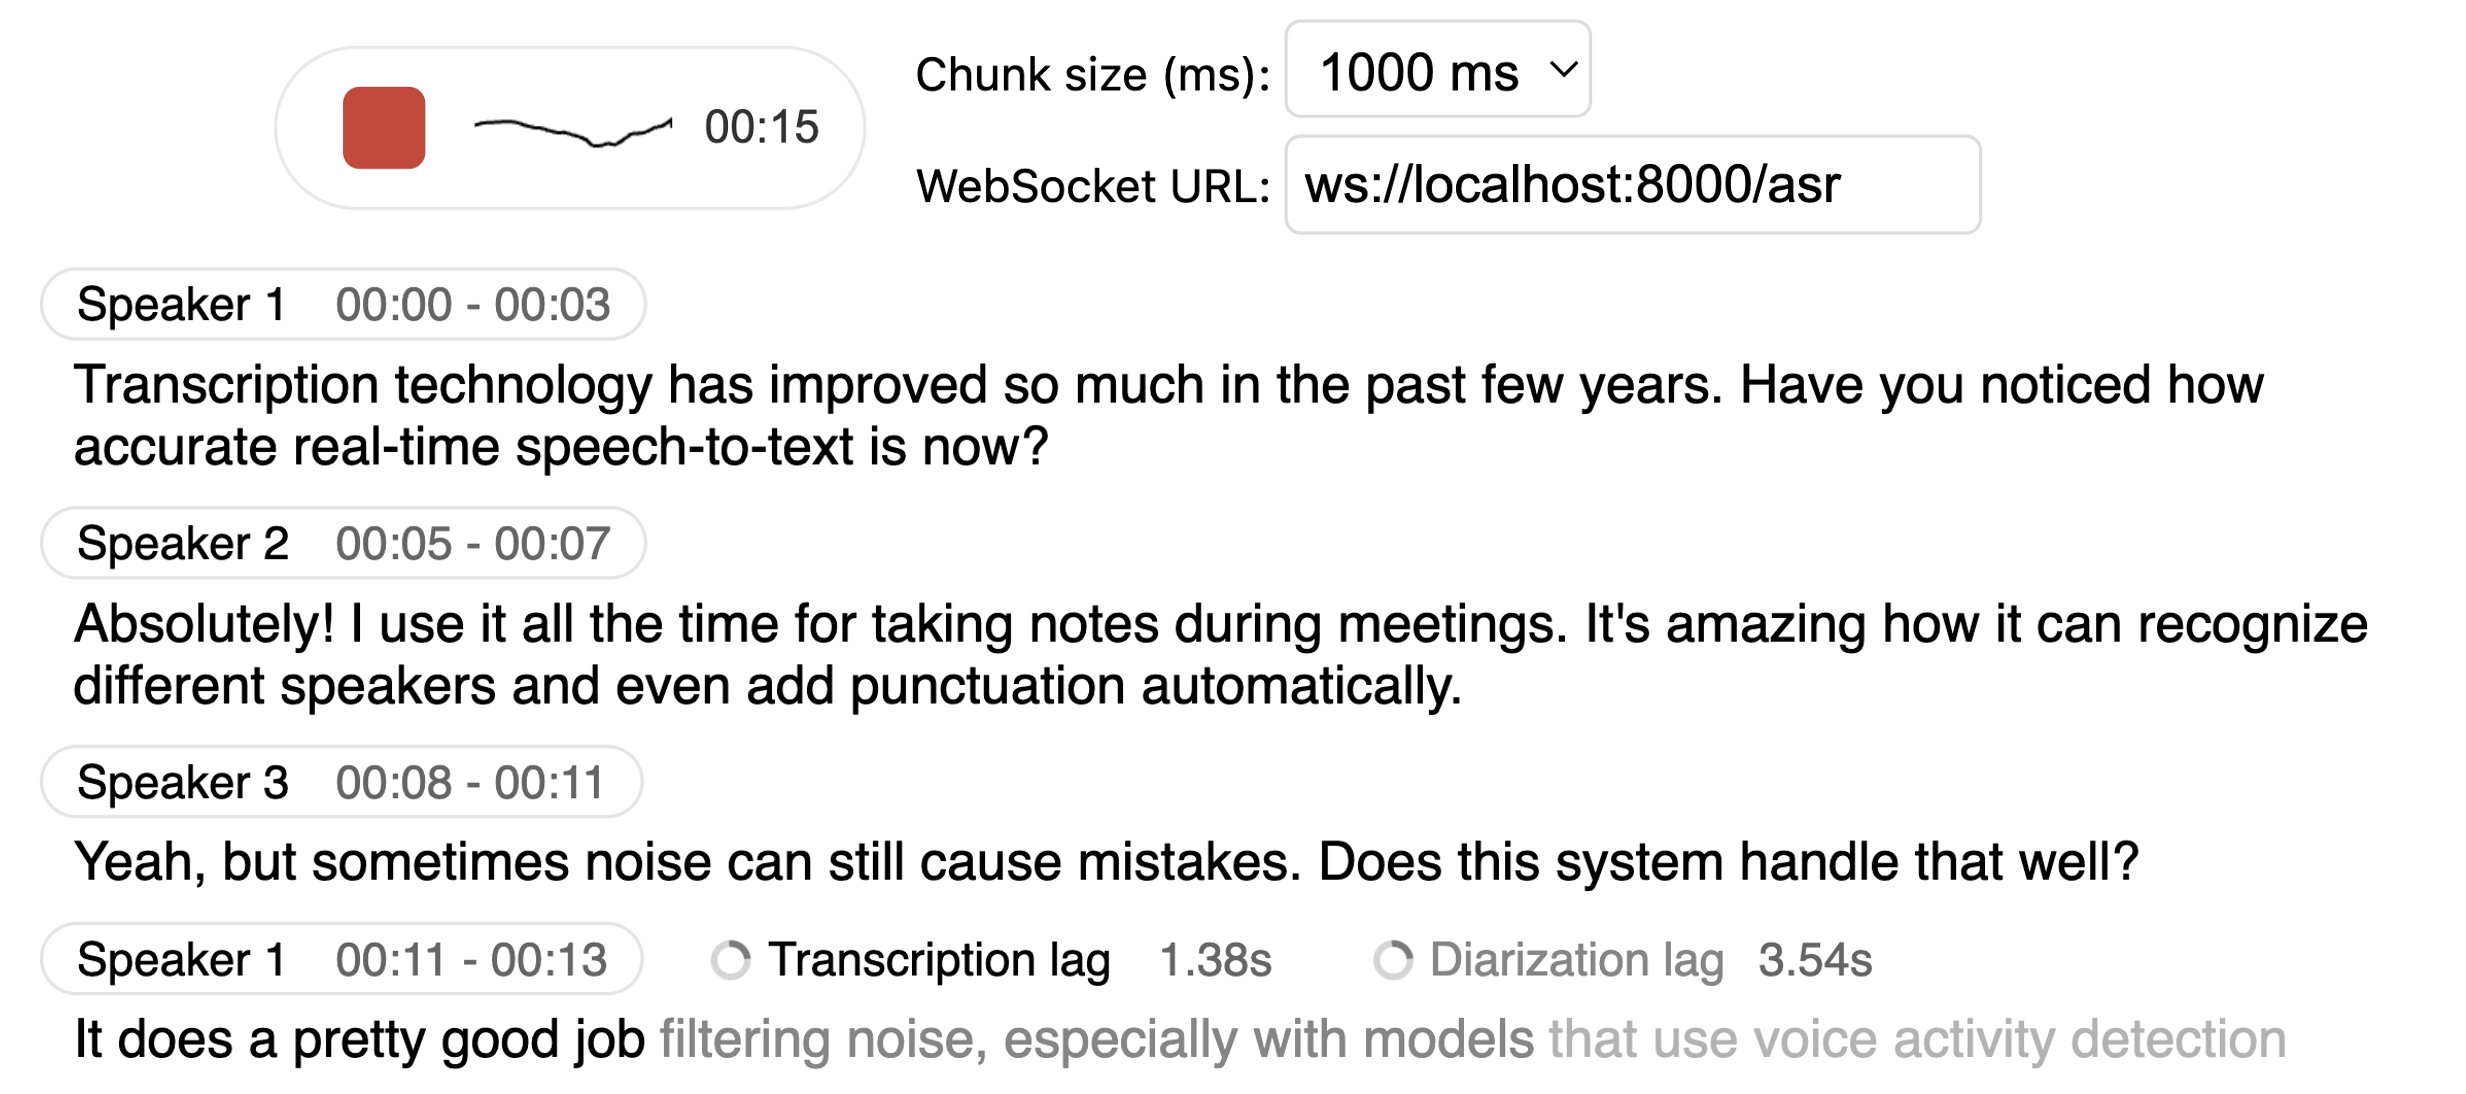 00:15
Chunk size (ms): 1000 ms
WebSocket URL: ws://localhost:8000/asr
Speaker 1 00:00 - 00:03
Transcription technology has improved so much in the past few years. Have you noticed how
accurate real-time speech-to-text is now?
Speaker 2 00:05 - 00:07
Absolutely! I use it all the time for taking notes during meetings. It's amazing how it can recognize
different speakers and even add punctuation automatically.
Speaker 3 00:08 - 00:11
Yeah, but sometimes noise can still cause mistakes. Does this system handle that well?
Speaker 1 00:11 - 00:13 Transcription lag 1.38s Diarization lag 3.54s
It does a pretty good job filtering noise, especially with models that use voice activity detection